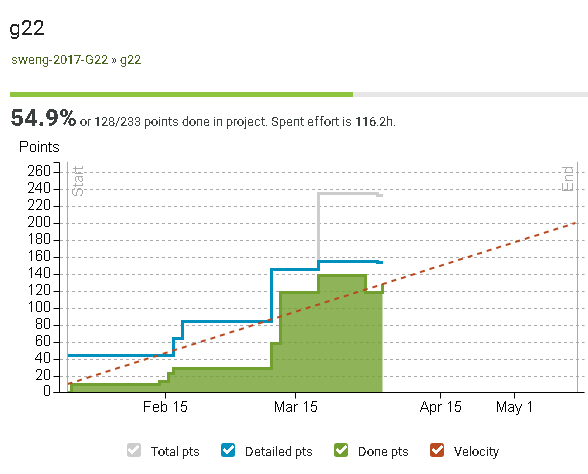 g22
sweng-2017-G22 » g22
54.9% or 128/233 points done in project. Spent effort is 116.2h.
Points
Start
End
260
240
220
200
180
160
140
120
100
80
60
40
20
0
Feb 15 Mar 15 Apr 15 May 1
Total pts Detailed pts Done pts Velocity